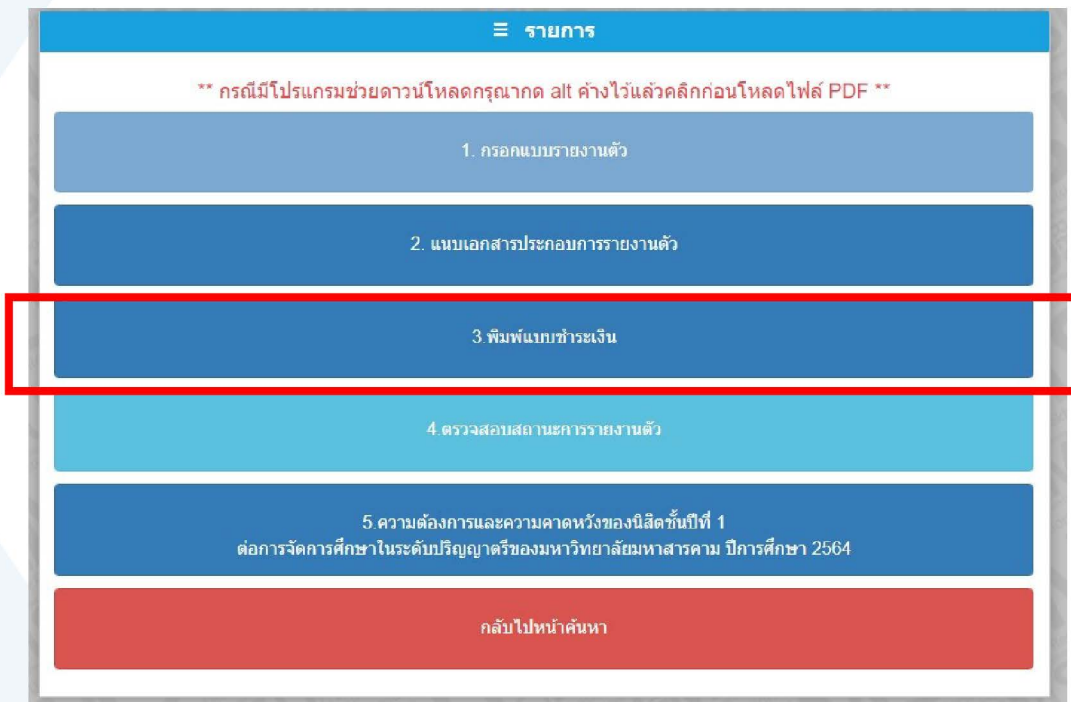 ☰ รายการ
** กรณีมีโปรแกรมช่วยดาวน์โหลดกรุณากด alt ค้างไว้แล้วคลิกก่อนโหลดไฟล์ PDF **
1. กรอกแบบรายงานตัว
2. แนบเอกสารประกอบการรายงานตัว
3.พิมพ์แบบชำระเงิน
4.ตรวจสอบสถานะการรายงานตัว
5.ความต้องการและความคาดหวังของนิสิตชั้นปีที่ 1
ต่อการจัดการศึกษาในระดับปริญญาตรีของมหาวิทยาลัยมหาสารคาม ปีการศึกษา 2564
กลับไปหน้าค้นหา